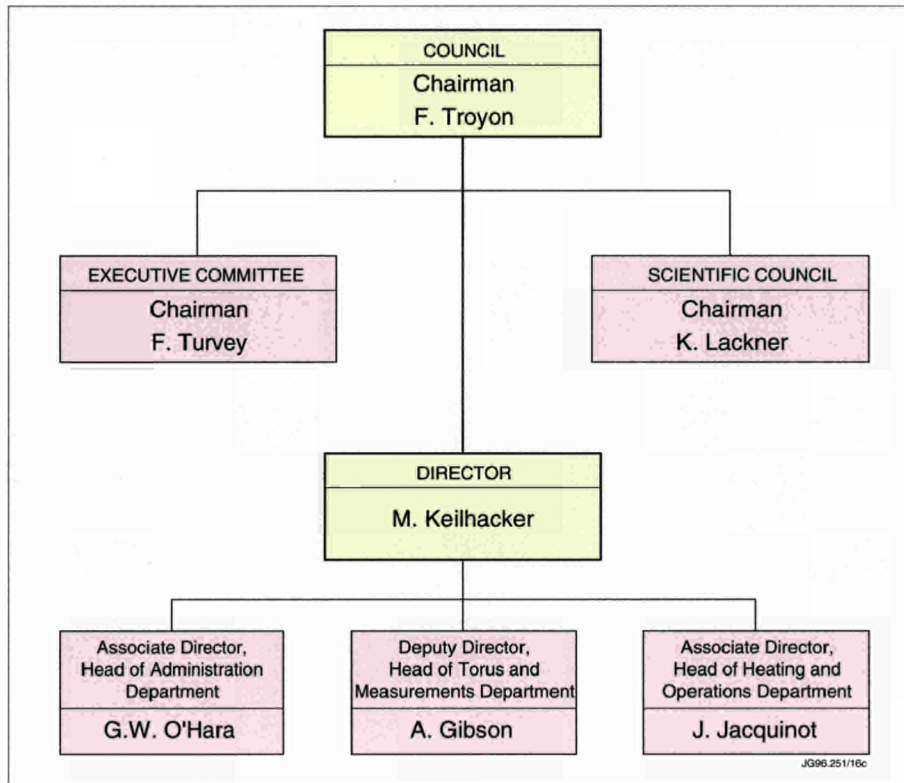 COUNCIL
Chairman
F. Troyon
EXECUTIVE COMMITTEE
Chairman
F. Turvey
SCIENTIFIC COUNCIL
Chairman
K. Lackner
DIRECTOR
M. Keilhacker
Associate Director,
Head of Administration
Department
G.W. O'Hara
Deputy Director,
Head of Torus and
Measurements Department
A. Gibson
Associate Director,
Head of Heating and
Operations Department
J. Jacquinot
JG96.251/16c